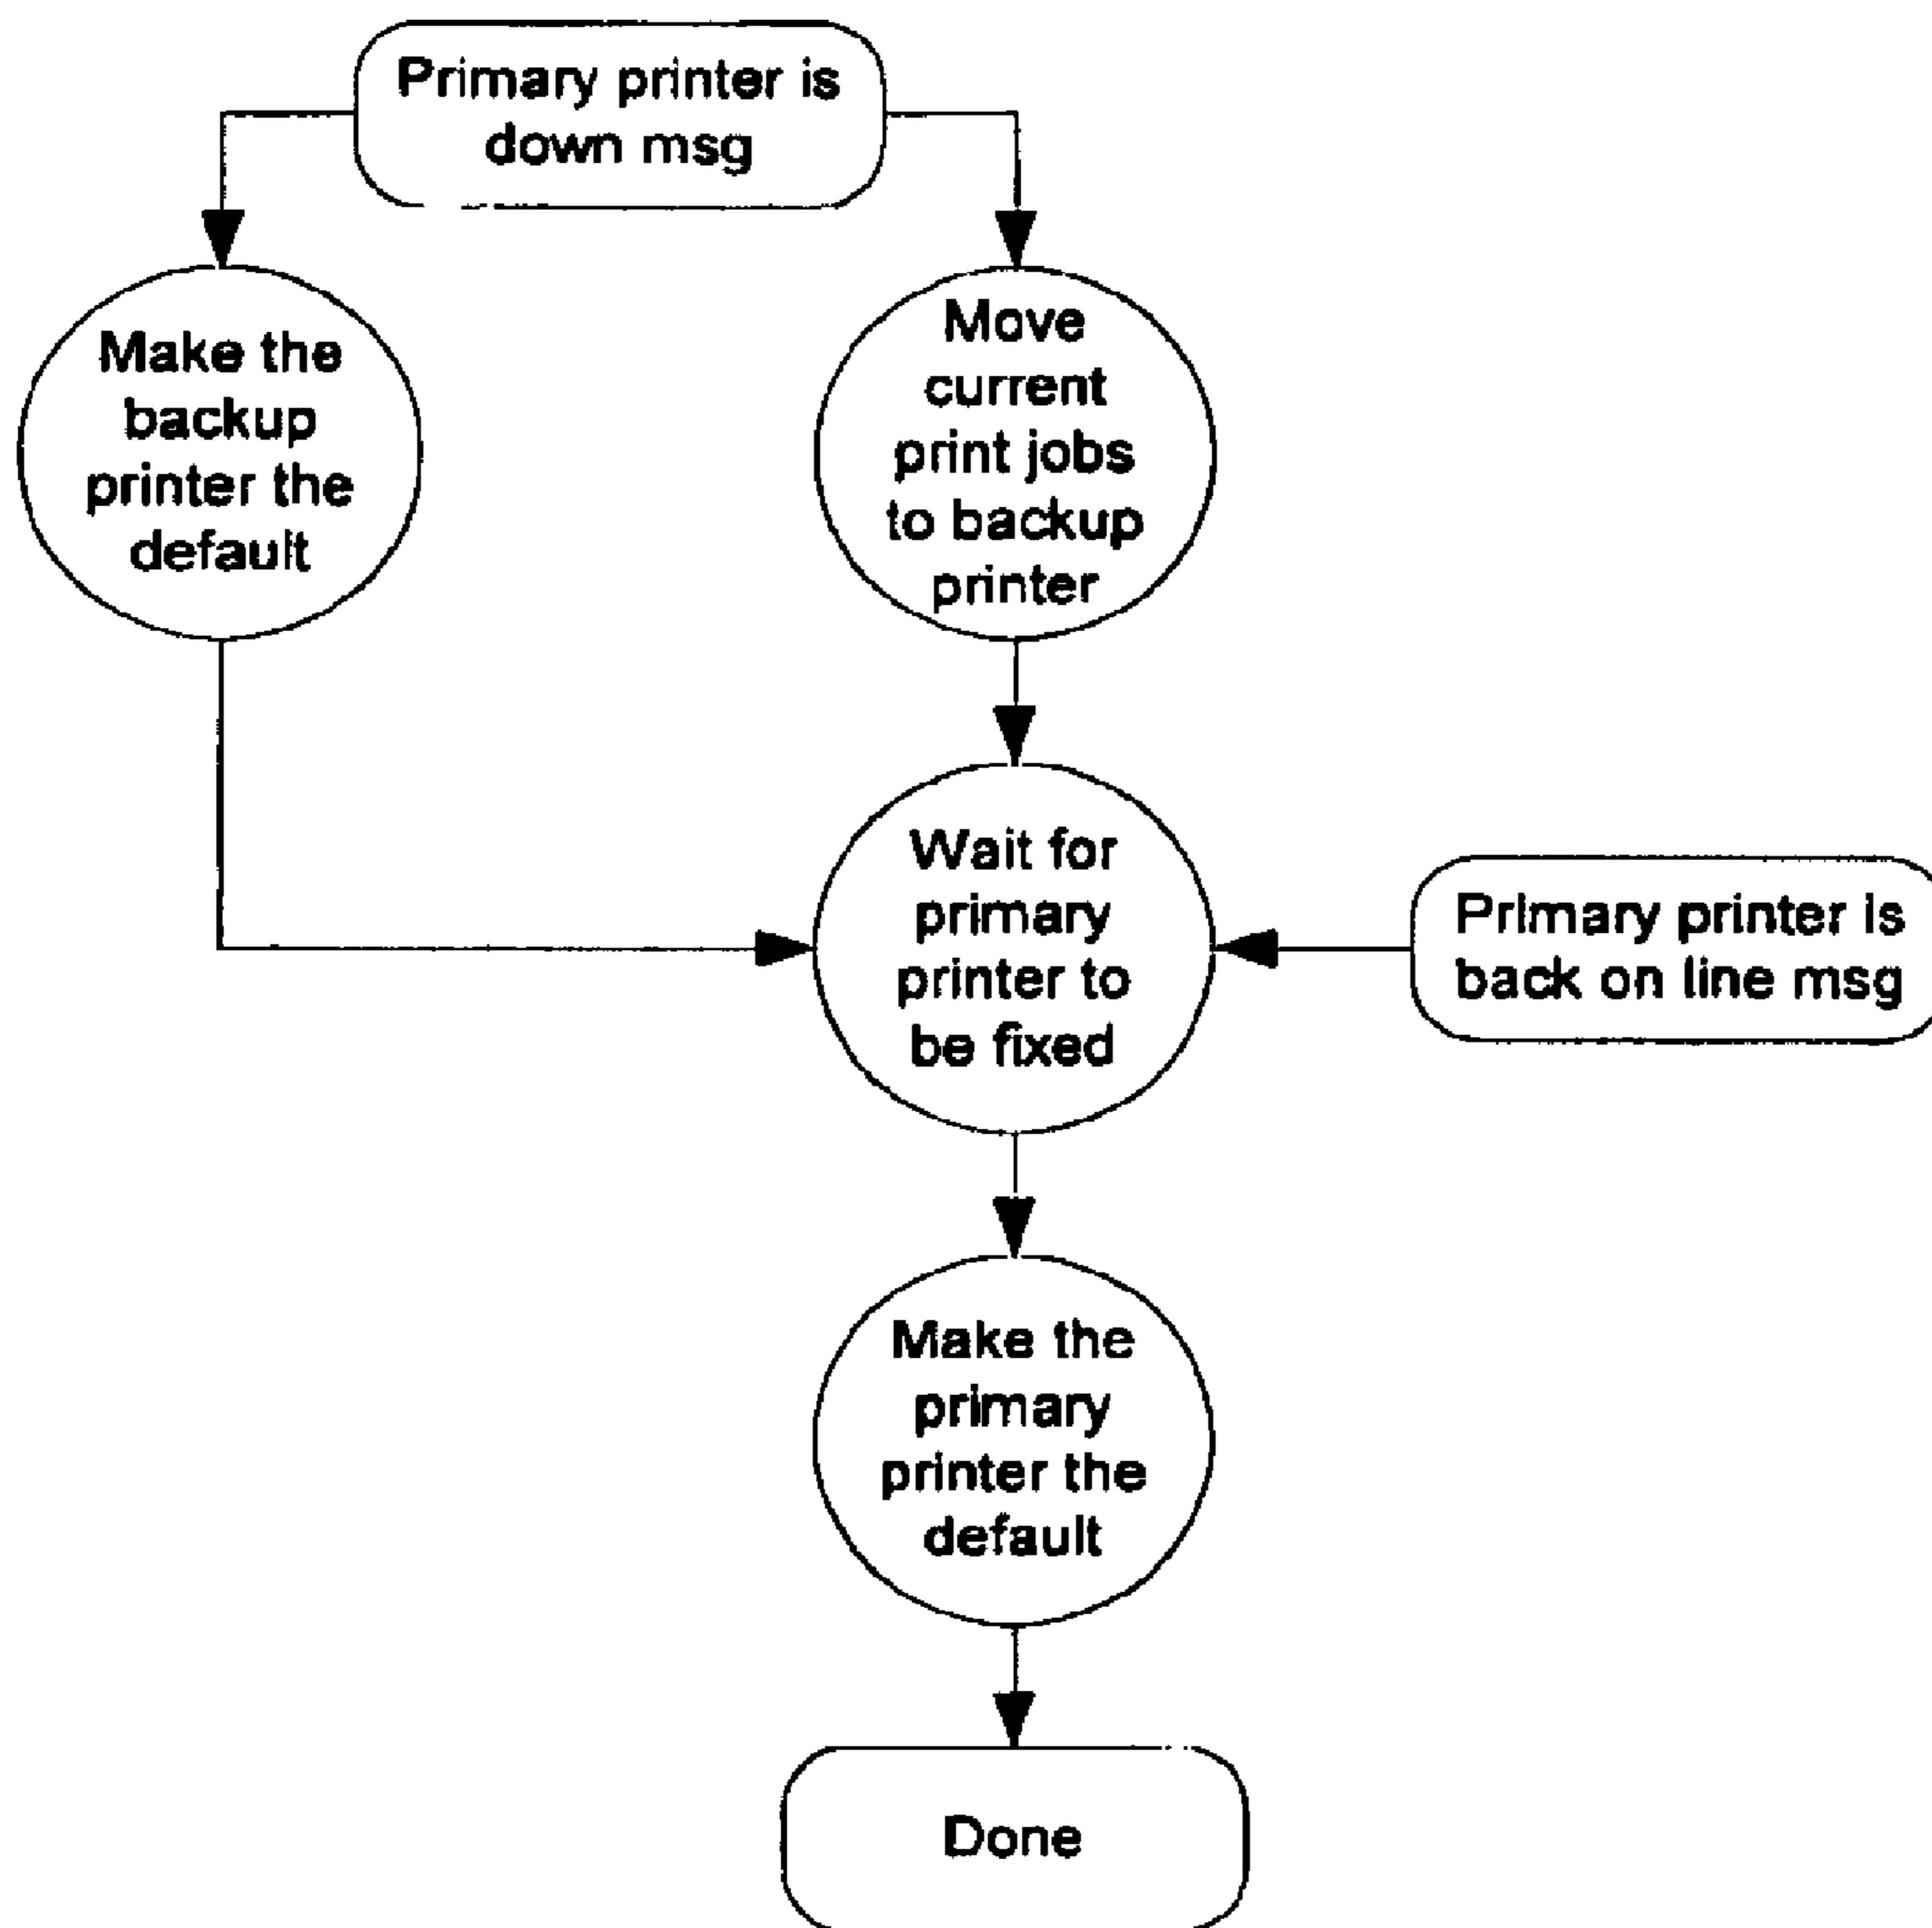 Primary printer is
down msg
Make the
backup
printer the
default
Move
current
print jobs
to backup
printer
Wait for
primary
printer to
be fixed
Primary printer is
back on line msg
Make the
primary
printer the
default
Done